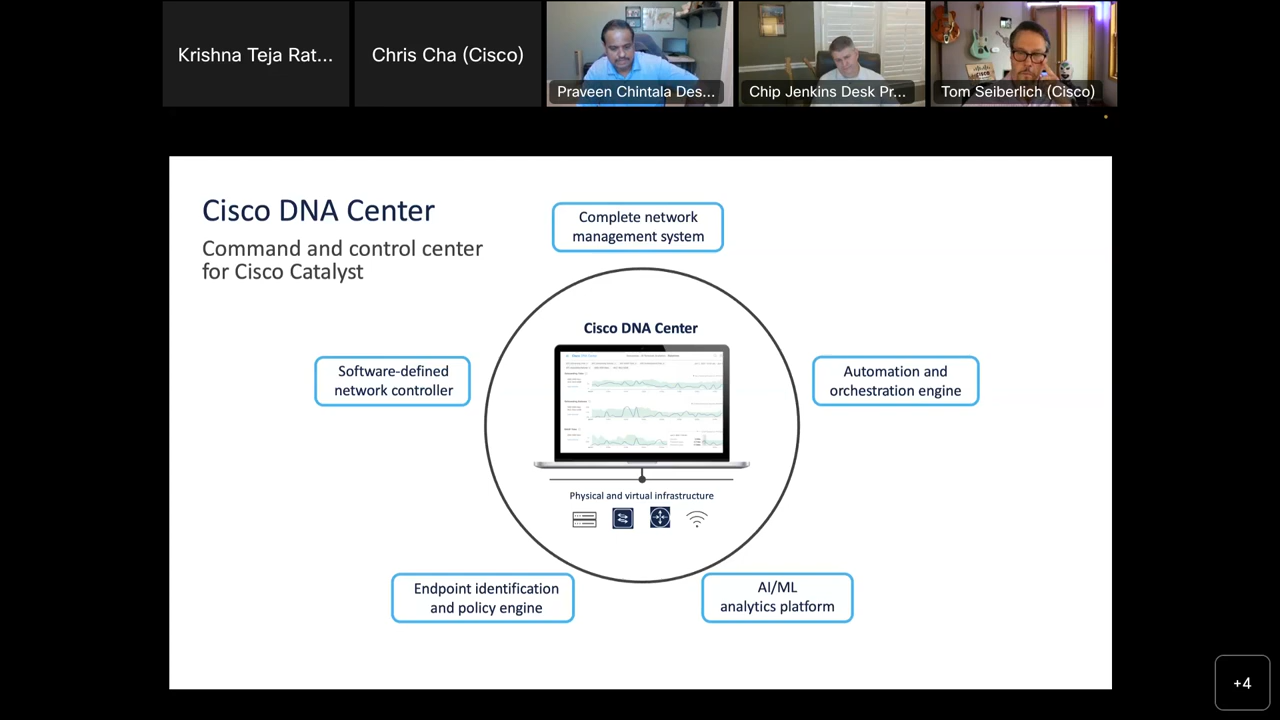 Krishna Teja Rat...
Chris Cha (Cisco)
Praveen Chintala Des...
Chip Jenkins Desk Pr...
Tom Seiberlich (Cisco)
Cisco DNA Center
Command and control center
for Cisco Catalyst
Complete network
management system
Cisco DNA Center
Software-defined
network controller
Automation and
orchestration engine
Physical and virtual infrastructure
Endpoint identification
and policy engine
AI/ML
analytics platform
+4